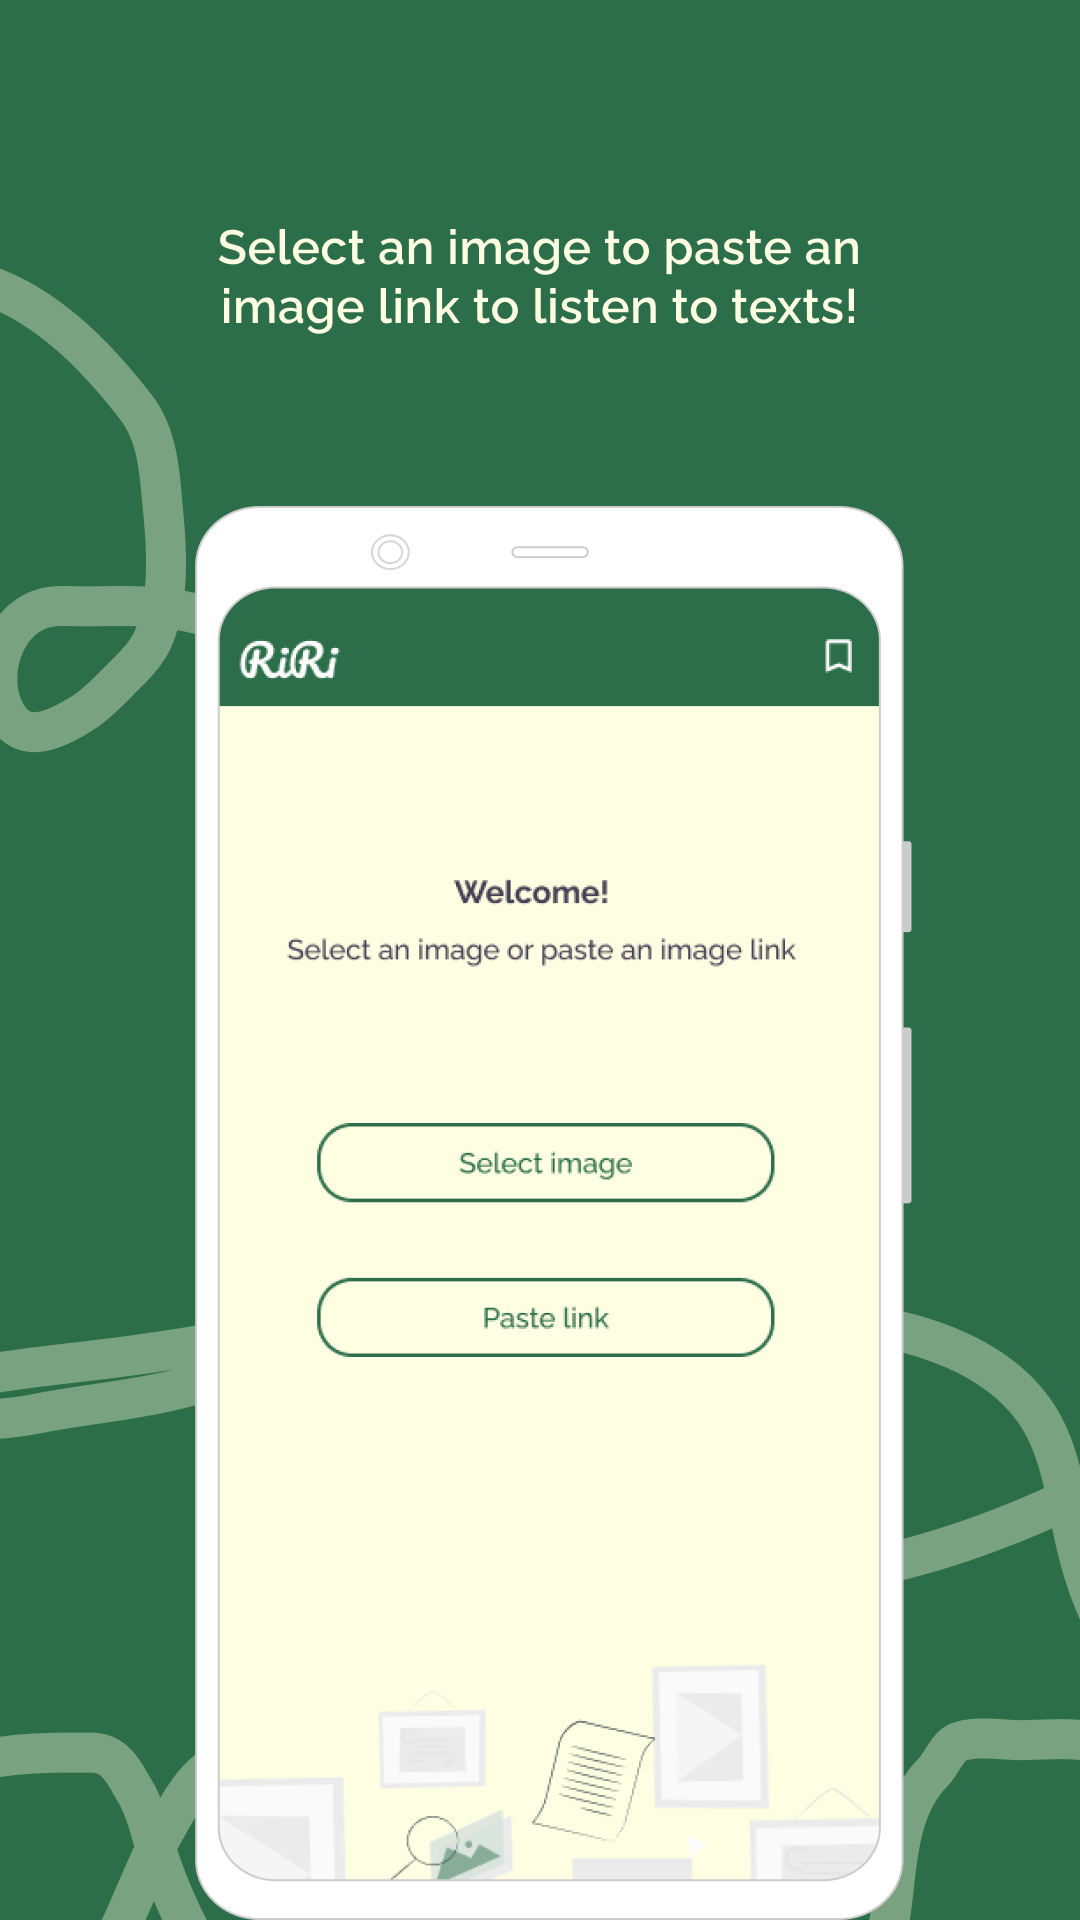 Select an image to paste an
image link to listen to texts!
RiRi
Welcome!
Select an image or paste an image link
Select image
Paste link